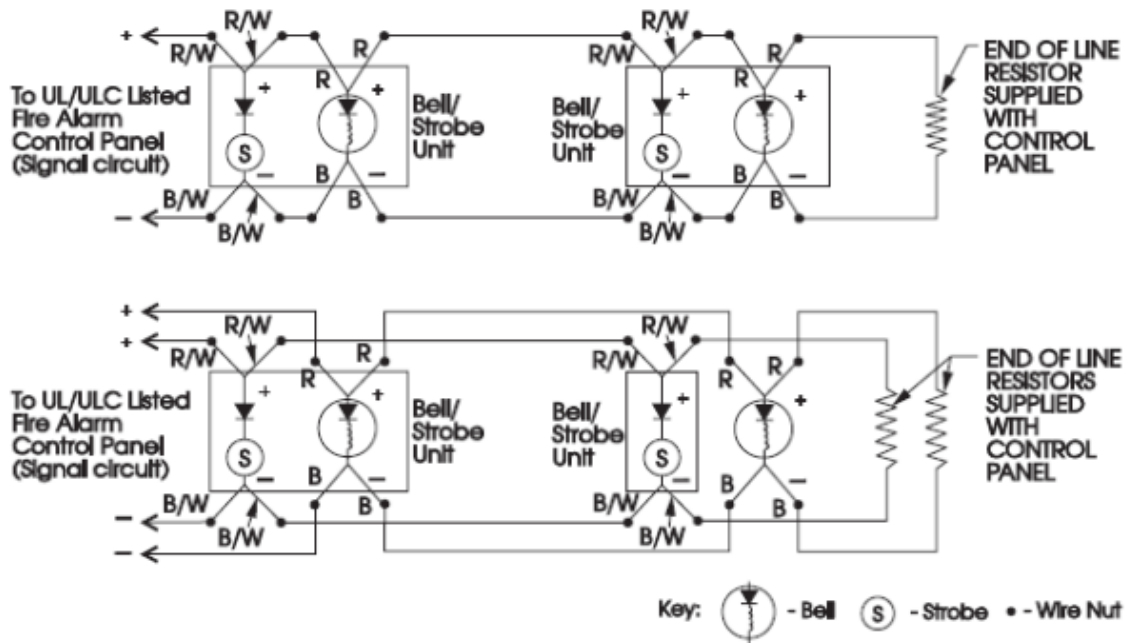 R/W
+ R/W R
R
+
To UL/ULC Listed
Fire Alarm
Control Panel
(Signal circuit)
+
S
−
B
−
B/W
B
B/W
−
Bell/
Strobe
Unit
R/W
R/W R
R
+
+
Bell/
Strobe
Unit
S
−
B
−
B/W
B
B/W
END OF LINE
RESISTOR
SUPPLIED
WITH
CONTROL
PANEL
+
+
R/W
R/W
R
R
To UL/ULC Listed
Fire Alarm
Control Panel
(Signal circuit)
+
+
S
−
B
−
B/W
B
B/W
−
−
Bell/
Strobe
Unit
R/W
R/W
R
R
+
+
Bell/
Strobe
Unit
S
−
B
−
B/W
B
B/W
END OF LINE
RESISTORS
SUPPLIED
WITH
CONTROL
PANEL
Key: - Bell S - Strobe • - Wire Nut